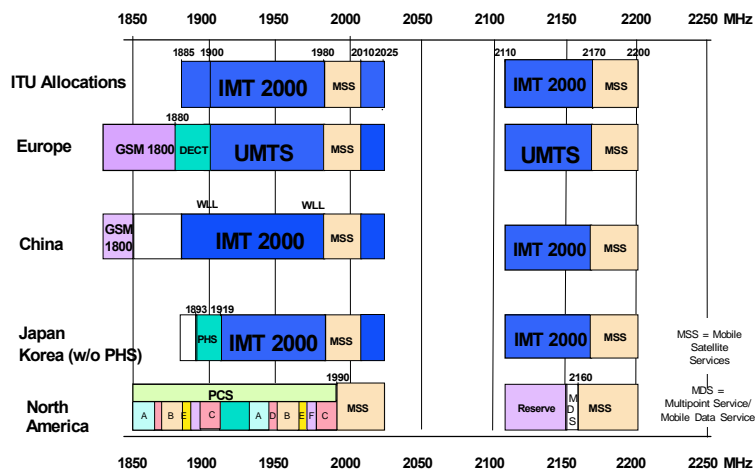 1850 1900 1950 2000 2050 2100 2150 2200 2250 MHz
1885 1900 1980 2010 2025 2110 2170 2200
ITU Allocations IMT 2000 MSS IMT 2000 MSS
1880
Europe GSM 1800 DECT UMTS MSS UMTS MSS
WLL WLL
China GSM 1800 IMT 2000 MSS IMT 2000 MSS
1893 1919
Japan
Korea (w/o PHS) PHS IMT 2000 MSS IMT 2000 MSS
MSS = Mobile
Satellite
Services
1990 2160
PCS
North
America A B E C A D B E F C MSS Reserve MDS MSS
MDS =
Multipoint Service/
Mobile Data Service
1850 1900 1950 2000 2050 2100 2150 2200 2250 MHz